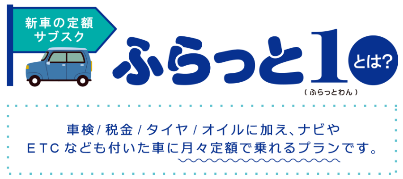 新車の定額
サブスク
ふらっと1とは?
(ふらっとわん)
車検/税金/タイヤ/オイルに加え、ナビや
ETCなども付いた車に月々定額で乗れるプランです。